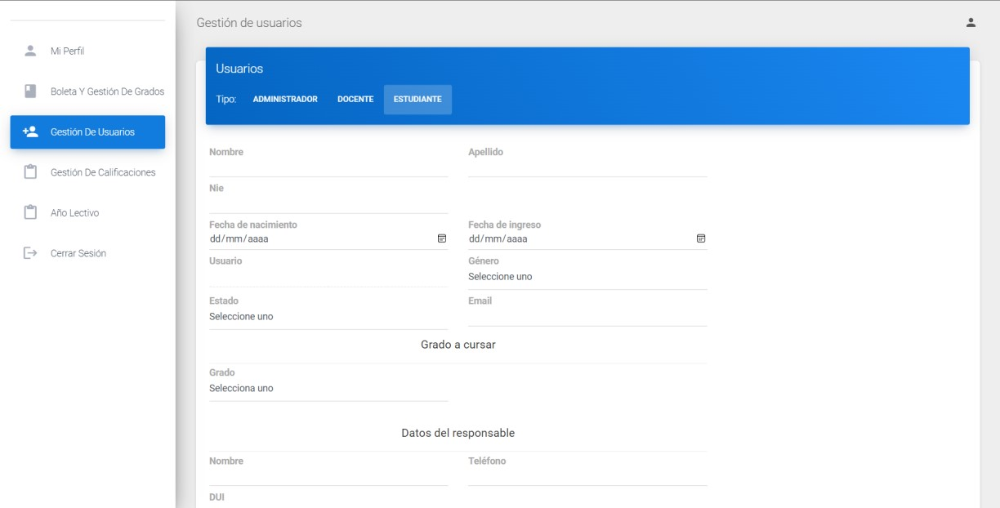 Gestión de usuarios
Mi Perfil
Boleta Y Gestión De Grados
Gestión De Usuarios
Gestión De Calificaciones
Año Lectivo
Cerrar Sesión
Usuarios
Tipo: ADMINISTRADOR DOCENTE ESTUDIANTE
Nombre Apellido
Nie
Fecha de nacimiento Fecha de ingreso
dd/mm/aaaa dd/mm/aaaa
Usuario Género
Seleccione uno
Estado Email
Seleccione uno
Grado a cursar
Grado
Selecciona uno
Datos del responsable
Nombre Teléfono
DUI